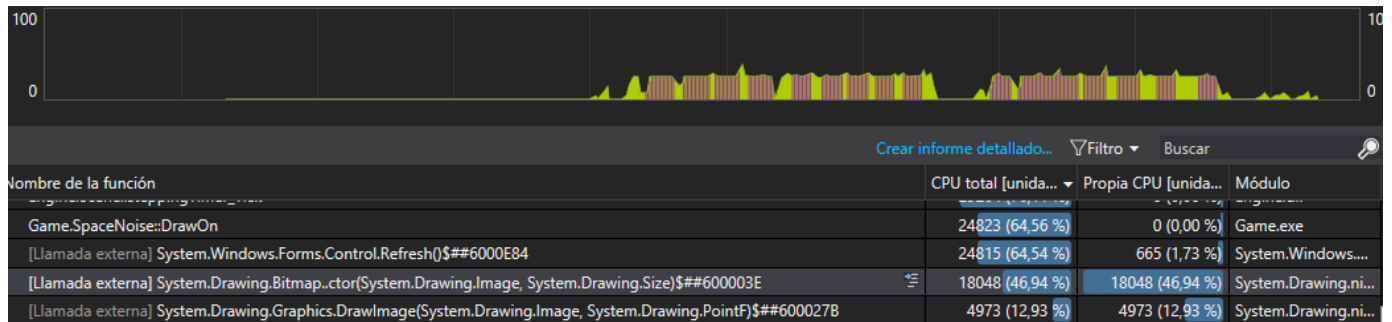 100 10
0 0
Crear informe detallado... Filtro Buscar
Nombre de la función CPU total [unida... Propia CPU [unida... Módulo
Game.SpaceNoise::DrawOn 24823 (64,56 %) 0 (0,00 %) Game.exe
[Llamada externa] System.Windows.Forms.Control.Refresh()$##6000E84 24815 (64,54 %) 665 (1,73 %) System.Windows....
[Llamada externa] System.Drawing.Bitmap..ctor(System.Drawing.Image, System.Drawing.Size)$##600003E 18048 (46,94 %) 18048 (46,94 %) System.Drawing.ni...
[Llamada externa] System.Drawing.Graphics.DrawImage(System.Drawing.Image, System.Drawing.PointF)$##600027B 4973 (12,93 %) 4973 (12,93 %) System.Drawing.ni...